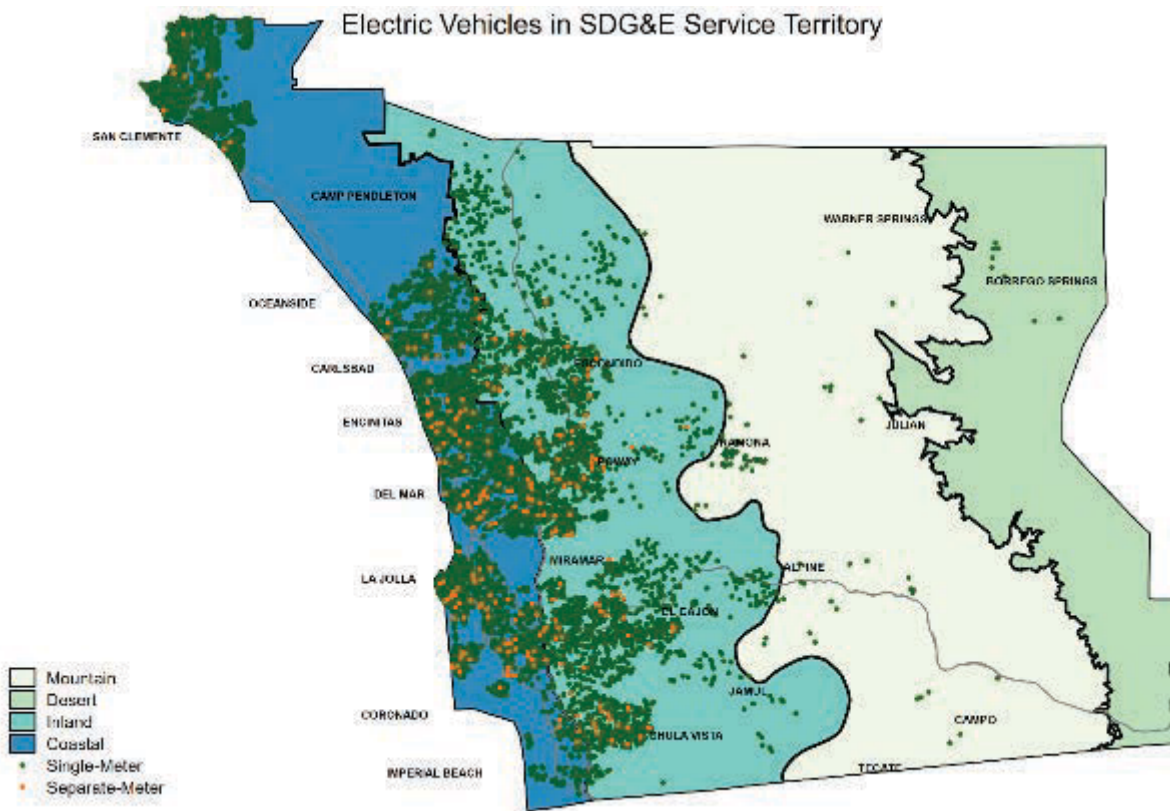 Electric Vehicles in SDG&E Service Territory
SAN CLEMENTE
CAMP PENDLETON
WARNER SPRINGS
BORREGO SPRINGS
OCEANSIDE
CARLSBAD
ESCONDIDO
ENCINITAS
JULIAN
RAMONA
POWAY
DEL MAR
MIRAMAR
ALPINE
LA JOLLA
EL CAJON
JAMUL
CORONADO
CAMPO
CHULA VISTA
IMPERIAL BEACH
TECATE
Mountain
Desert
Inland
Coastal
Single-Meter
Separate-Meter